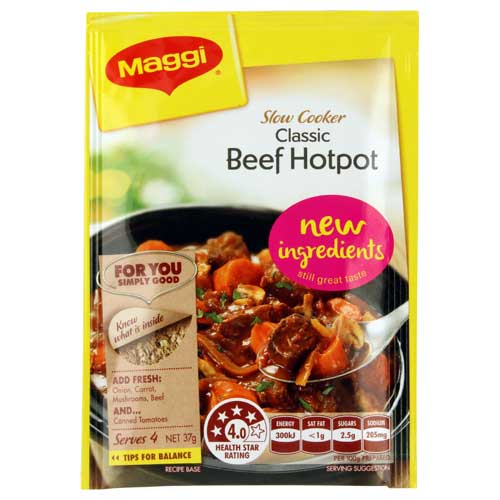 Maggi®
Slow Cooker
Classic
Beef Hotpot
new
ingredients
still great taste
FOR YOU
SIMPLY GOOD
Know
what is inside
ADD FRESH:
Onion, Carrot,
Mushrooms, Beef
AND...
Canned Tomatoes
Serves 4 NET 37g
TIPS FOR BALANCE
RECIPE BASE
4.0
HEALTH STAR
RATING
ENERGY
300kJ
SAT FAT
<1g
SUGARS
2.5g
SODIUM
205mg
PER 100g PREPARED
SERVING SUGGESTION